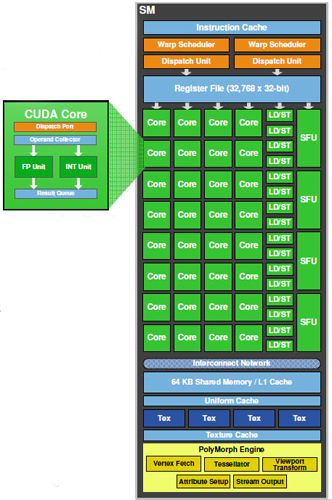 SM
Instruction Cache
Warp Scheduler Warp Scheduler
Dispatch Unit Dispatch Unit
Register File (32,768 x 32-bit)
CUDA Core
Dispatch Port
Operand Collector
FP Unit INT Unit
Result Queue
Core Core Core Core LD/ST
LD/ST
SFU
Core Core Core Core LD/ST
LD/ST
Core Core Core Core LD/ST
LD/ST
SFU
Core Core Core Core LD/ST
LD/ST
Core Core Core Core LD/ST
LD/ST
SFU
Core Core Core Core LD/ST
LD/ST
Core Core Core Core LD/ST
LD/ST
SFU
Core Core Core Core LD/ST
LD/ST
Interconnect Network
64 KB Shared Memory / L1 Cache
Uniform Cache
Tex Tex Tex Tex
Texture Cache
PolyMorph Engine
Vertex Fetch Tessellator Viewport
Transform
Attribute Setup Stream Output